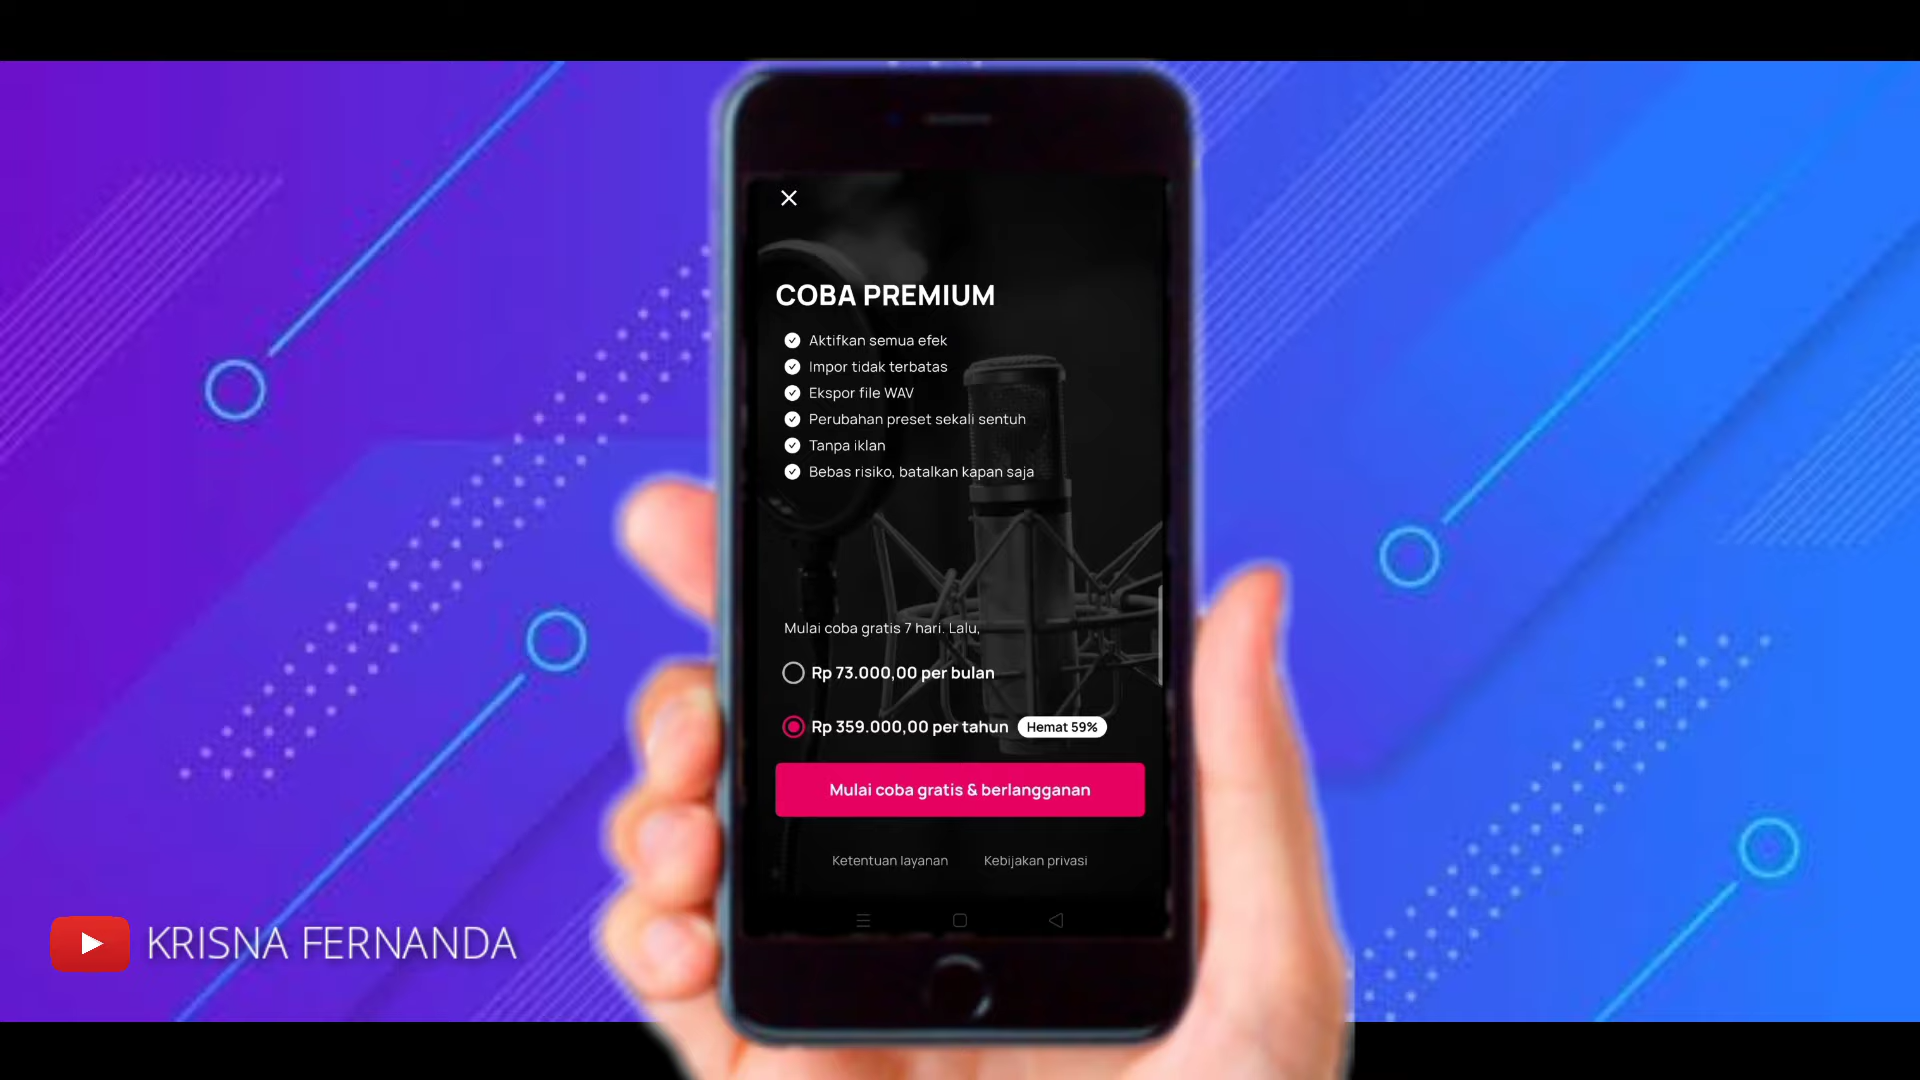 COBA PREMIUM
Aktifkan semua efek
Impor tidak terbatas
Ekspor file WAV
Perubahan preset sekali sentuh
Tanpa iklan
Bebas risiko, batalkan kapan saja
Mulai coba gratis 7 hari. Lalu,
Rp 73.000,00 per bulan
Rp 359.000,00 per tahun Hemat 59%
Mulai coba gratis & berlangganan
Ketentuan layanan Kebijakan privasi
KRISNA FERNANDA